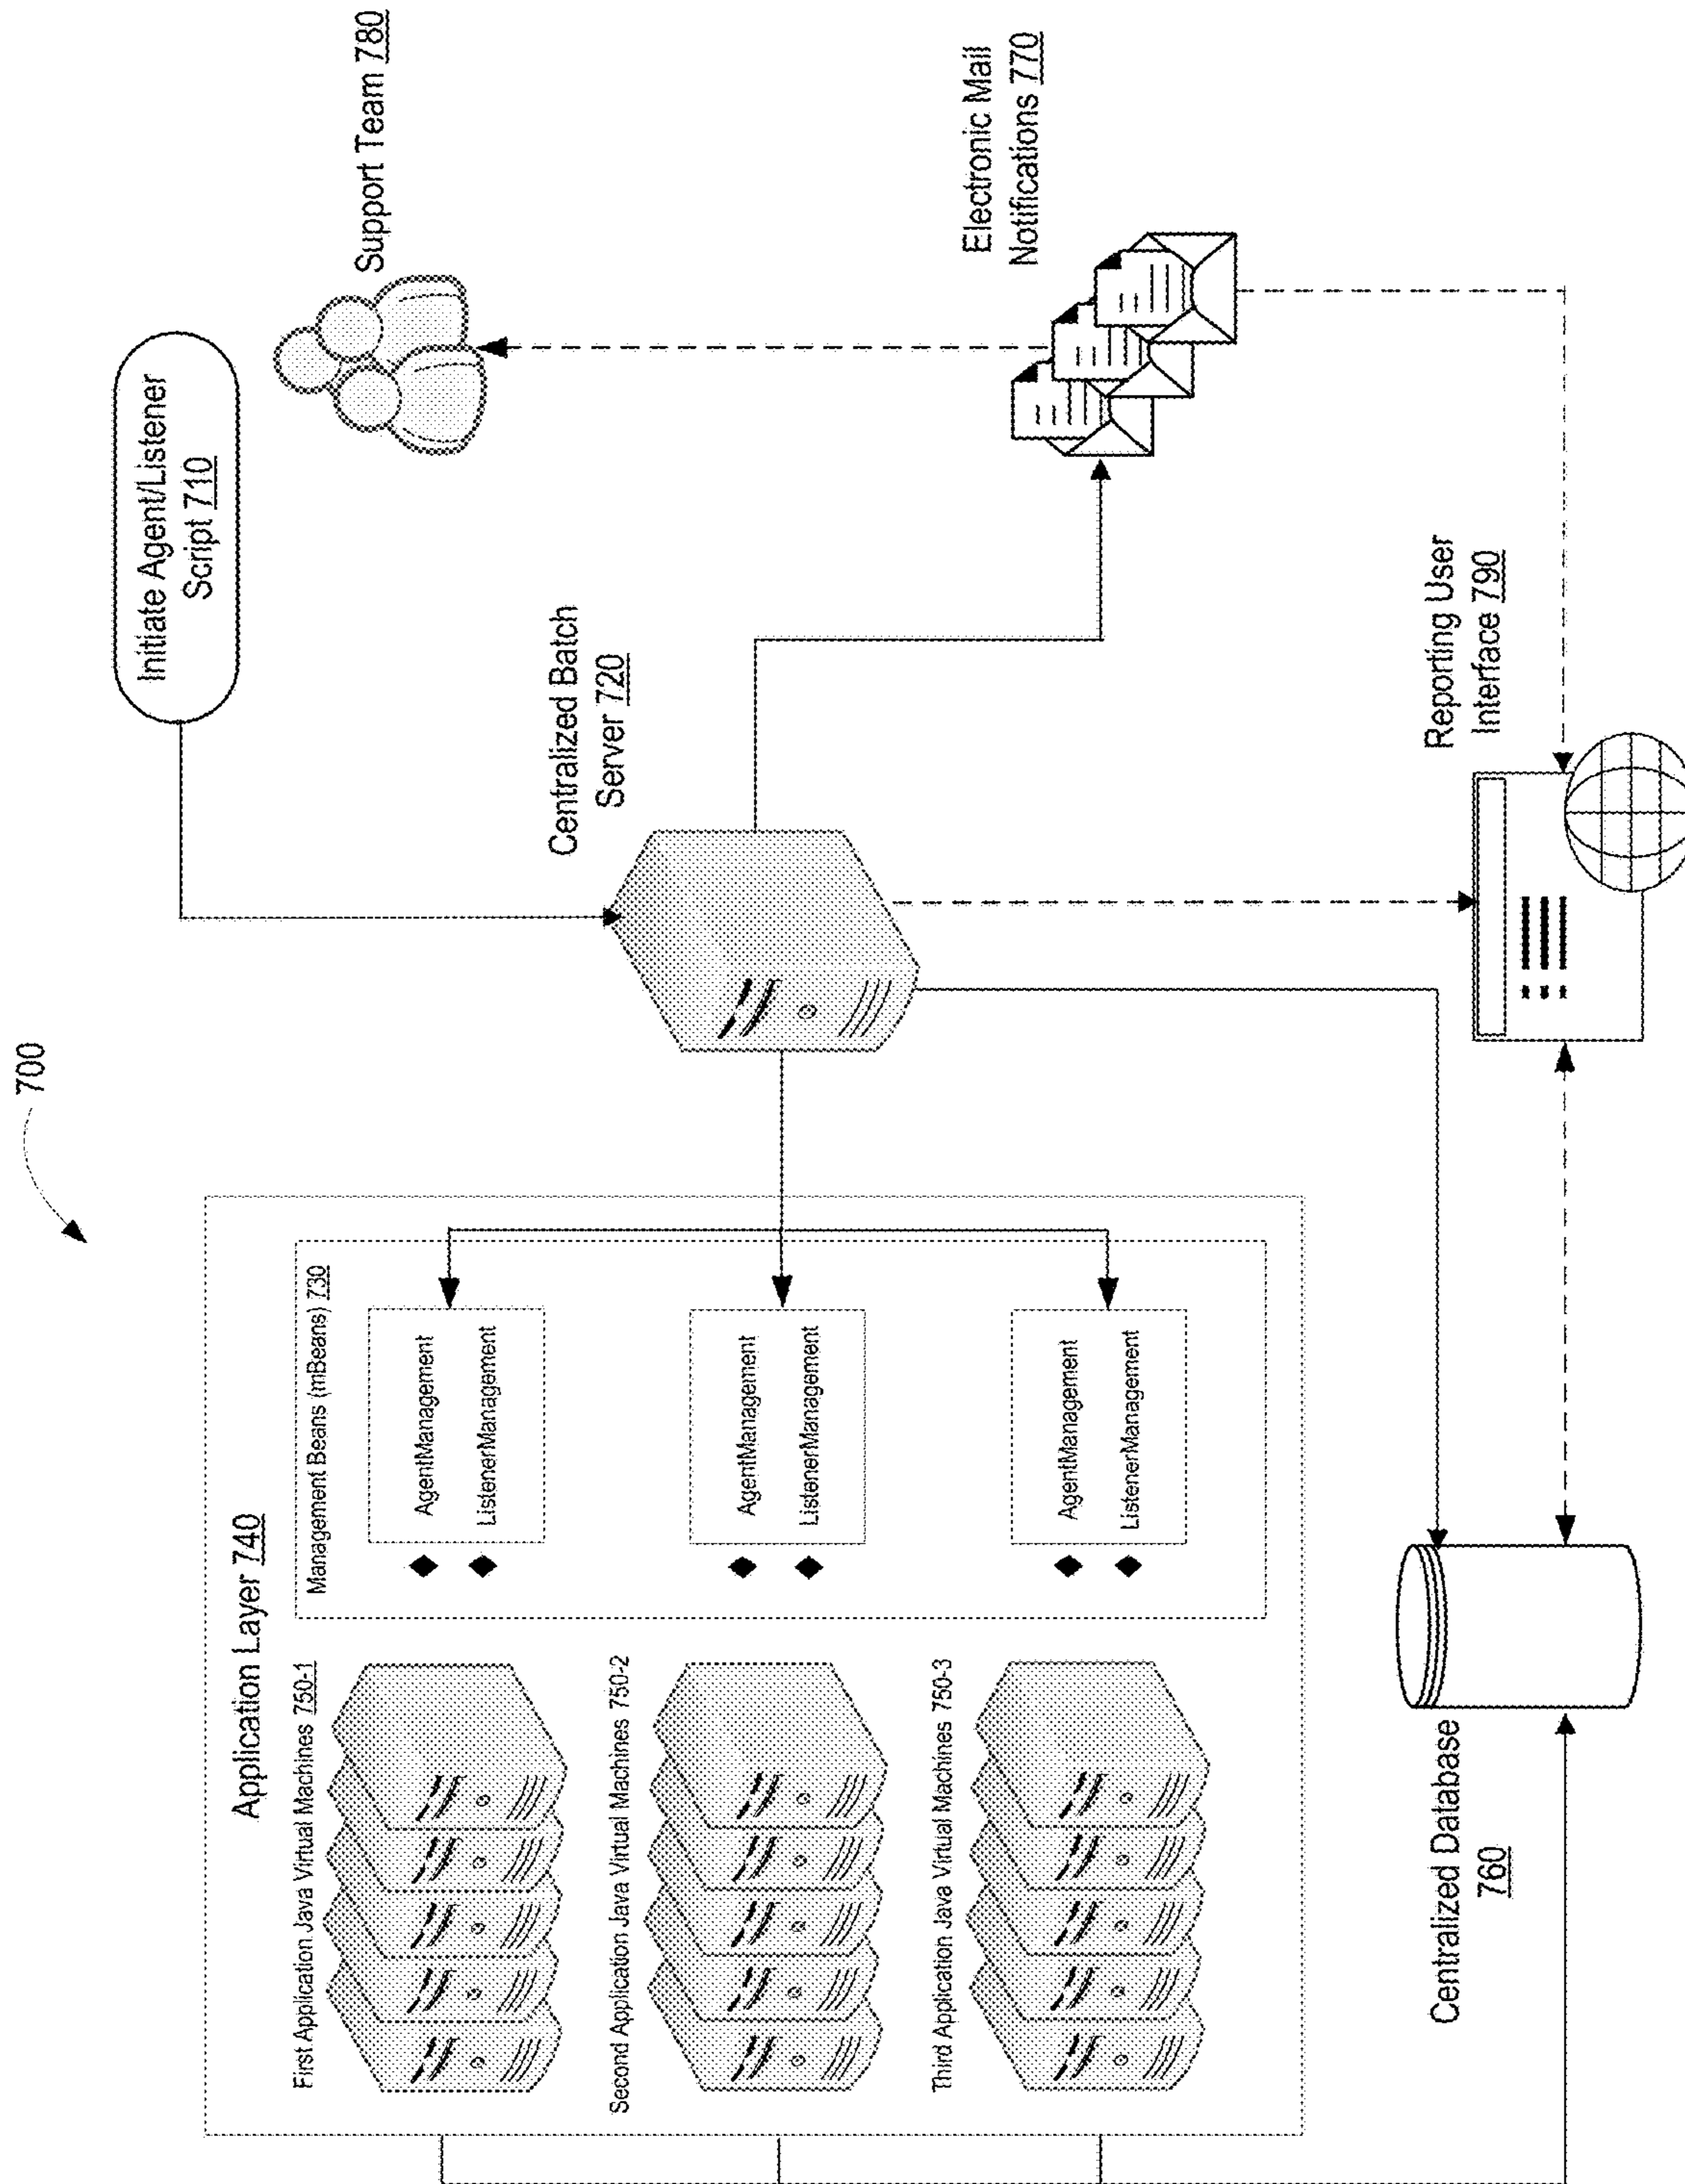 700
Application Layer 740
First Application Java Virtual Machines 750-1
Management Beans (mBeans) 730
AgentManagement
ListenerManagement
Second Application Java Virtual Machines 750-2
AgentManagement
ListenerManagement
Third Application Java Virtual Machines 750-3
AgentManagement
ListenerManagement
Initiate Agent/Listener
Script 710
Support Team 780
Centralized Batch
Server 720
Electronic Mail
Notifications 770
Centralized Database
760
Reporting User
Interface 790